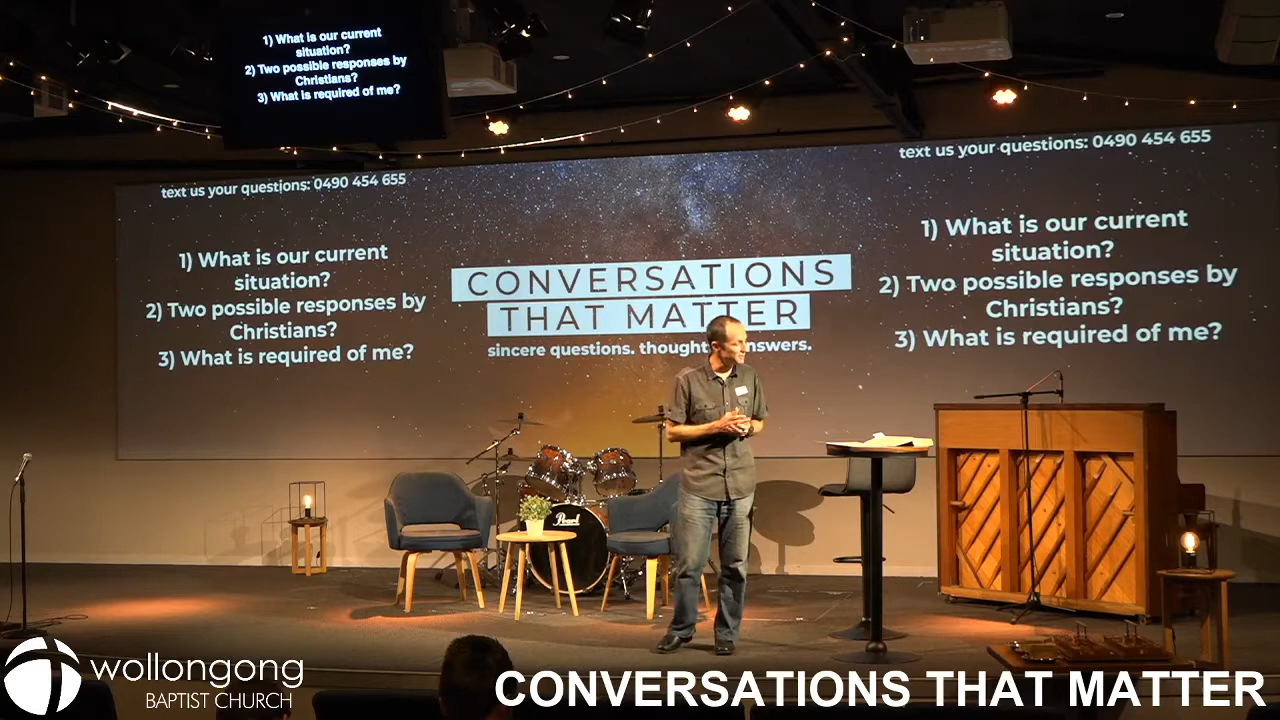 1) What is our current
situation?
2) Two possible responses by
Christians?
3) What is required of me?
text us your questions: 0490 454 655
1) What is our current
situation?
2) Two possible responses by
Christians?
3) What is required of me?
CONVERSATIONS
THAT MATTER
sincere questions. answers.
text us your questions: 0490 454 655
1) What is our current
situation?
2) Two possible responses by
Christians?
3) What is required of me?
Pearl
wollongong
BAPTIST CHURCH
CONVERSATIONS THAT MATTER